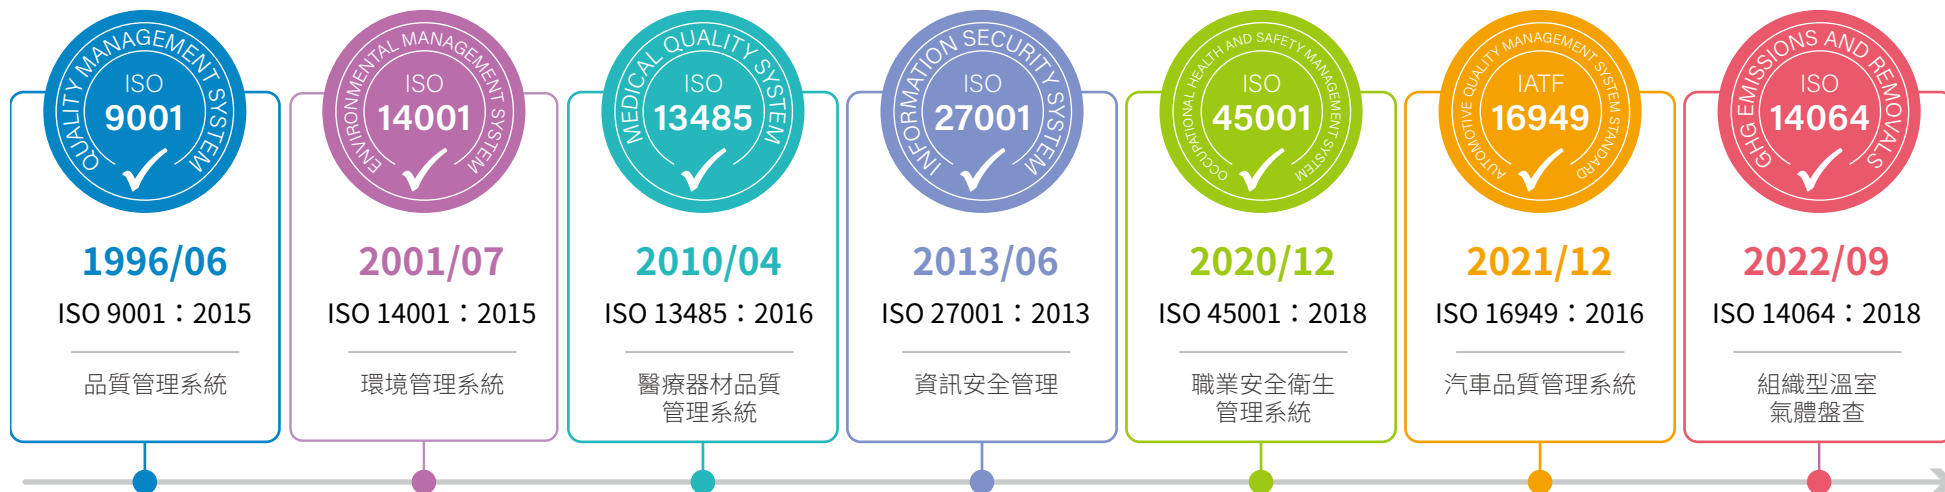 QUALITY MANAGEMENT SYSTEM
ISO
9001
1996/06
ISO 9001：2015
品質管理系統
ENVIRONMENTAL MANAGEMENT SYSTEM
ISO
14001
2001/07
ISO 14001：2015
環境管理系統
MEDICAL QUALITY SYSTEM
ISO
13485
2010/04
ISO 13485：2016
醫療器材品質
管理系統
INFORMATION SECURITY SYSTEM
ISO
27001
2013/06
ISO 27001：2013
資訊安全管理
OCCUPATIONAL HEALTH AND SAFETY MANAGEMENT SYSTEM
ISO
45001
2020/12
ISO 45001：2018
職業安全衛生
管理系統
AUTOMOTIVE QUALITY MANAGEMENT SYSTEM STANDARD
IATF
16949
2021/12
ISO 16949：2016
汽車品質管理系統
GHG EMISSIONS AND REMOVALS
ISO
14064
2022/09
ISO 14064：2018
組織型溫室
氣體盤查